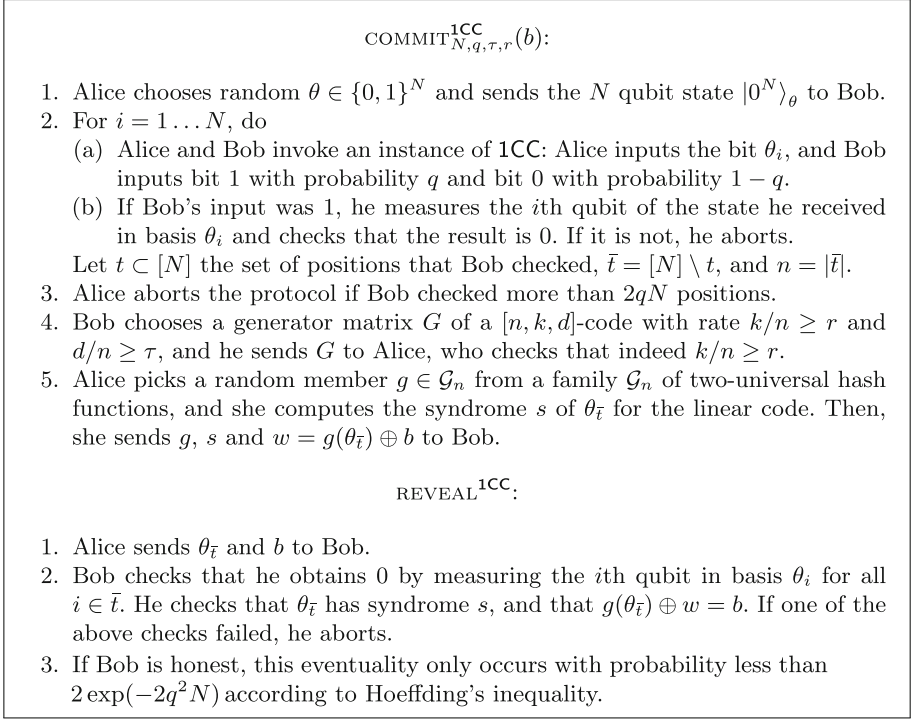 COMMIT^{1CC}_{N,q,τ,r}(b):
1. Alice chooses random θ ∈ {0, 1}^N and sends the N qubit state |0^N⟩_θ to Bob.
2. For i = 1 . . . N, do
(a) Alice and Bob invoke an instance of 1CC: Alice inputs the bit θ_i, and Bob
inputs bit 1 with probability q and bit 0 with probability 1 − q.
(b) If Bob's input was 1, he measures the ith qubit of the state he received
in basis θ_i and checks that the result is 0. If it is not, he aborts.
Let t ⊂ [N] the set of positions that Bob checked, t̄ = [N] \ t, and n = |t̄|.
3. Alice aborts the protocol if Bob checked more than 2qN positions.
4. Bob chooses a generator matrix G of a [n, k, d]-code with rate k/n ≥ r and
d/n ≥ τ, and he sends G to Alice, who checks that indeed k/n ≥ r.
5. Alice picks a random member g ∈ 𝒢_n from a family 𝒢_n of two-universal hash
functions, and she computes the syndrome s of θ_t̄ for the linear code. Then,
she sends g, s and w = g(θ_t̄) ⊕ b to Bob.
REVEAL^{1CC}:
1. Alice sends θ_t̄ and b to Bob.
2. Bob checks that he obtains 0 by measuring the ith qubit in basis θ_i for all
i ∈ t̄. He checks that θ_t̄ has syndrome s, and that g(θ_t̄) ⊕ w = b. If one of the
above checks failed, he aborts.
3. If Bob is honest, this eventuality only occurs with probability less than
2 exp(−2q²N) according to Hoeffding's inequality.